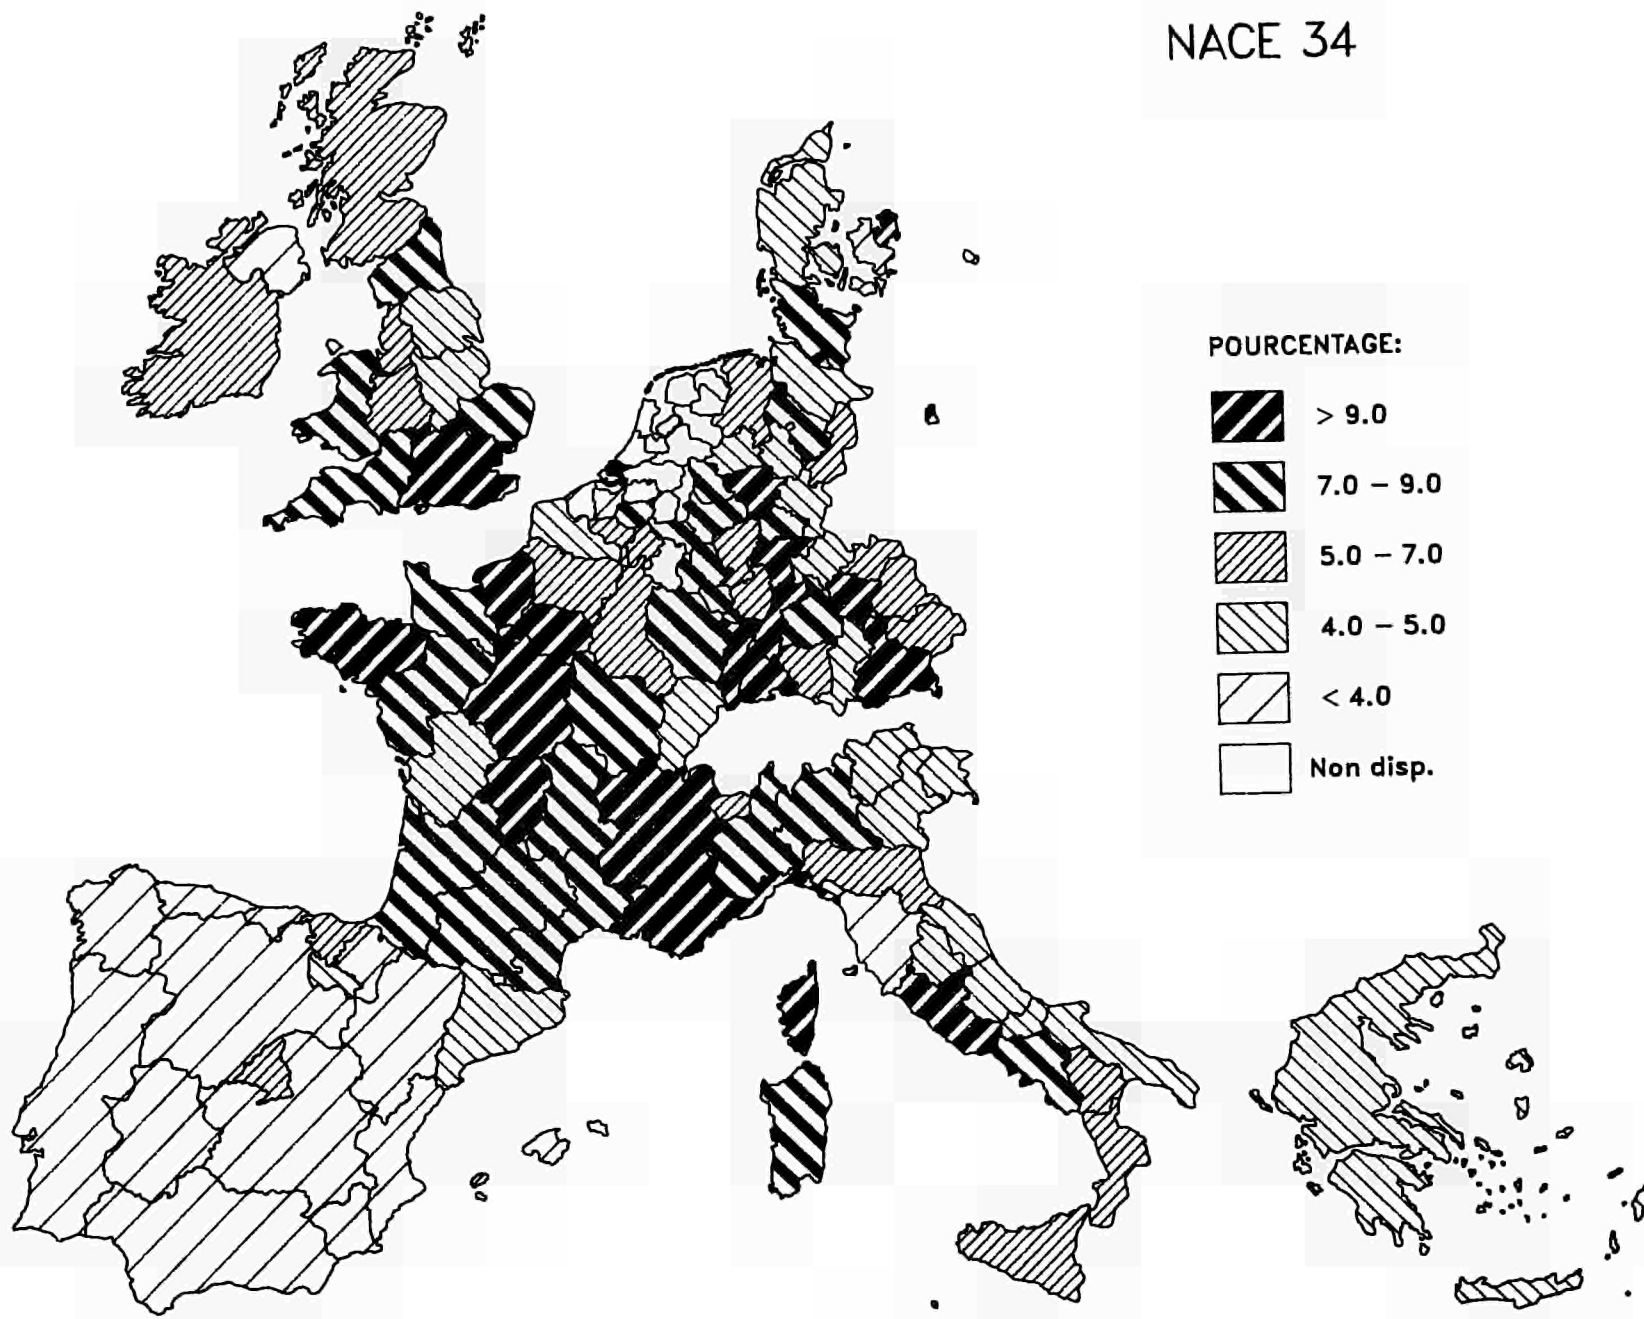 NACE 34
POURCENTAGE:
> 9.0
7.0 – 9.0
5.0 – 7.0
4.0 – 5.0
< 4.0
Non disp.